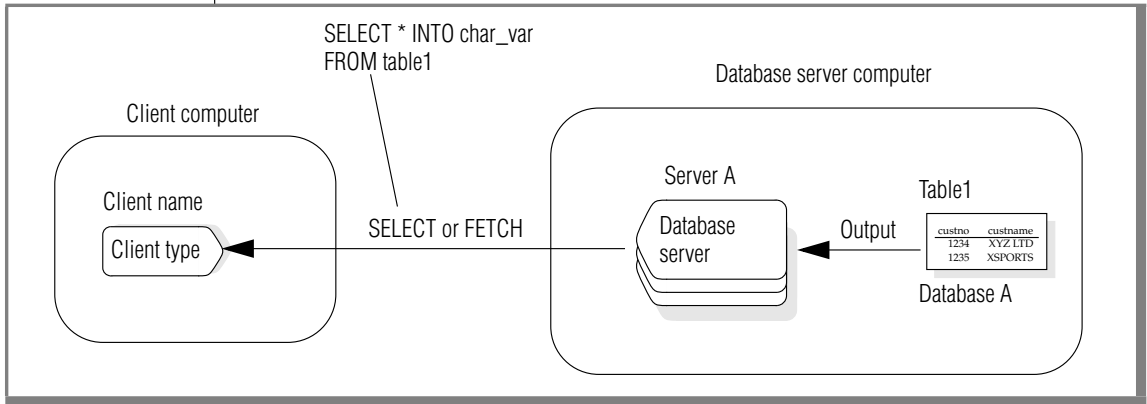 SELECT * INTO char_var
FROM table1
Database server computer
Client computer
Server A
Table1
Client name
Client type
SELECT or FETCH
Database
server
Output
custno custname
1234 XYZ LTD
1235 XSPORTS
Database A